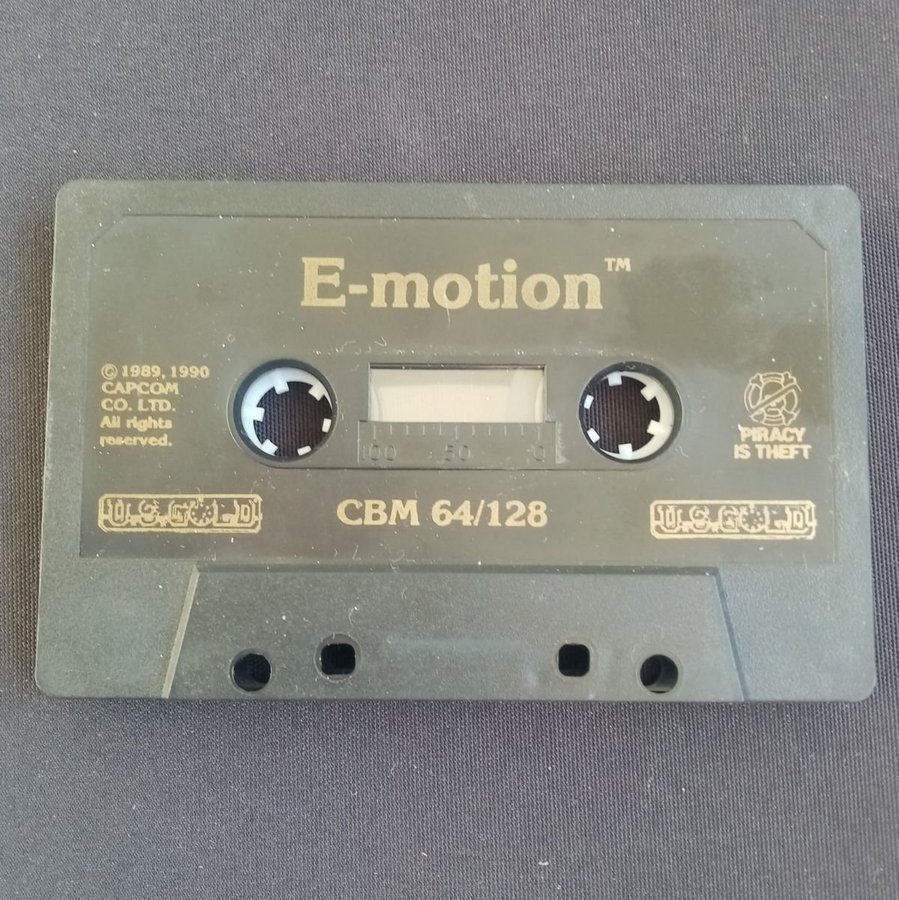 E-motion™
© 1989, 1990
CAPCOM
CO. LTD.
All rights
reserved.
100 50 0
PIRACY
IS THEFT
U.S. GOLD
CBM 64/128
U.S. GOLD